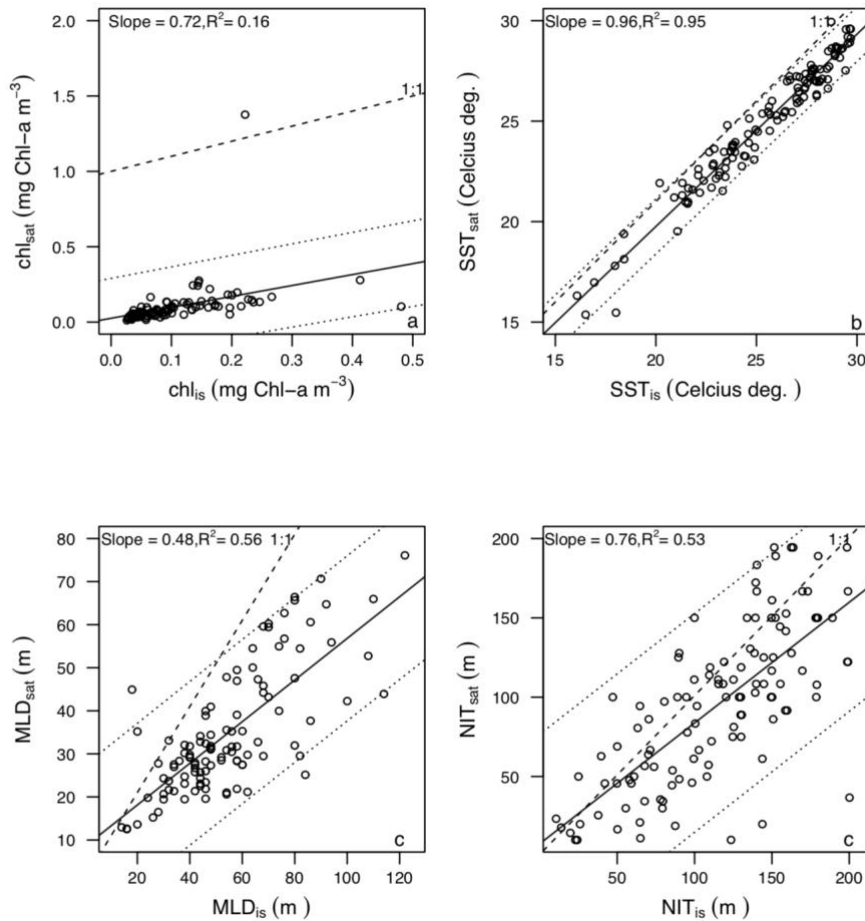 Slope = 0.72,R² = 0.16
1:1
chl_sat (mg Chl−a m⁻³)
2.0
1.5
1.0
0.5
0.0
a
0.0 0.1 0.2 0.3 0.4 0.5
chl_is (mg Chl−a m⁻³)
Slope = 0.96,R² = 0.95
1:1
SST_sat (Celcius deg.)
30
25
20
15
b
15 20 25 30
SST_is (Celcius deg.)
Slope = 0.48,R² = 0.56 1:1
MLD_sat (m)
80
70
60
50
40
30
20
10
c
20 40 60 80 100 120
MLD_is (m)
Slope = 0.76,R² = 0.53
1:1
NIT_sat (m)
200
150
100
50
c
0 50 100 150 200
NIT_is (m)